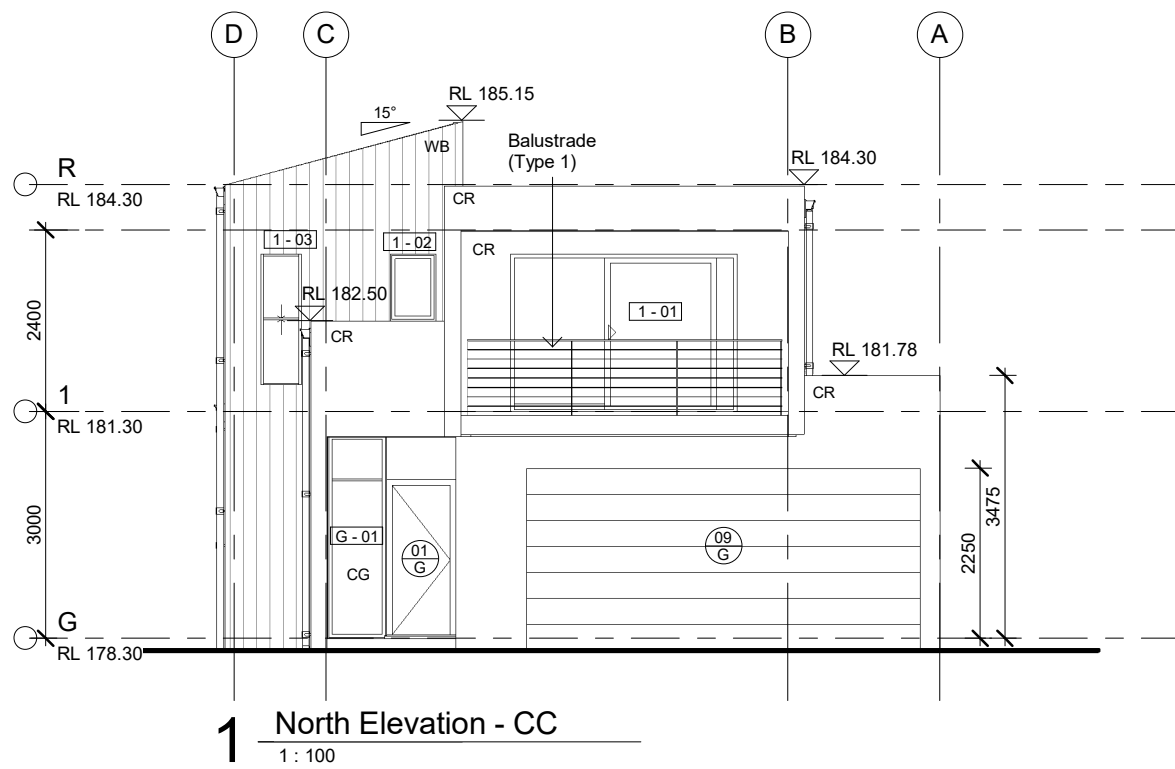 D
C
B
A
RL 185.15
15°
WB
Balustrade
(Type 1)
RL 184.30
R
RL 184.30
CR
1 - 03
1 - 02
CR
RL 182.50
1 - 01
CR
2400
RL 181.78
CR
1
RL 181.30
3000
G - 01
01
G
CG
09
G
2250
3475
G
RL 178.30
1
North Elevation - CC
1 : 100